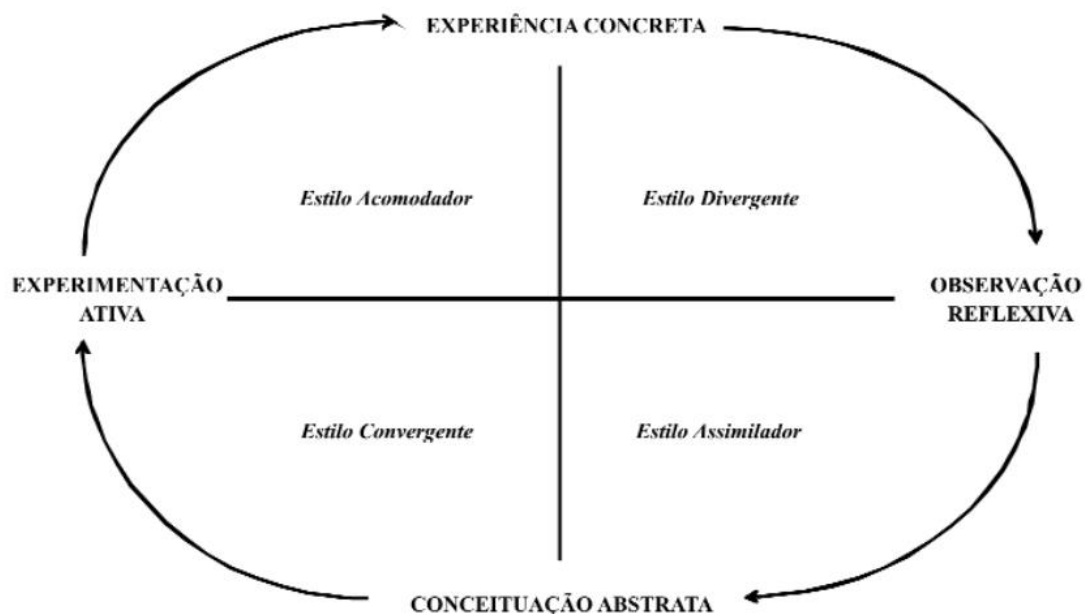 EXPERIÊNCIA CONCRETA
Estilo Acomodador
Estilo Divergente
EXPERIMENTAÇÃO
ATIVA
OBSERVAÇÃO
REFLEXIVA
Estilo Convergente
Estilo Assimilador
CONCEITUAÇÃO ABSTRATA